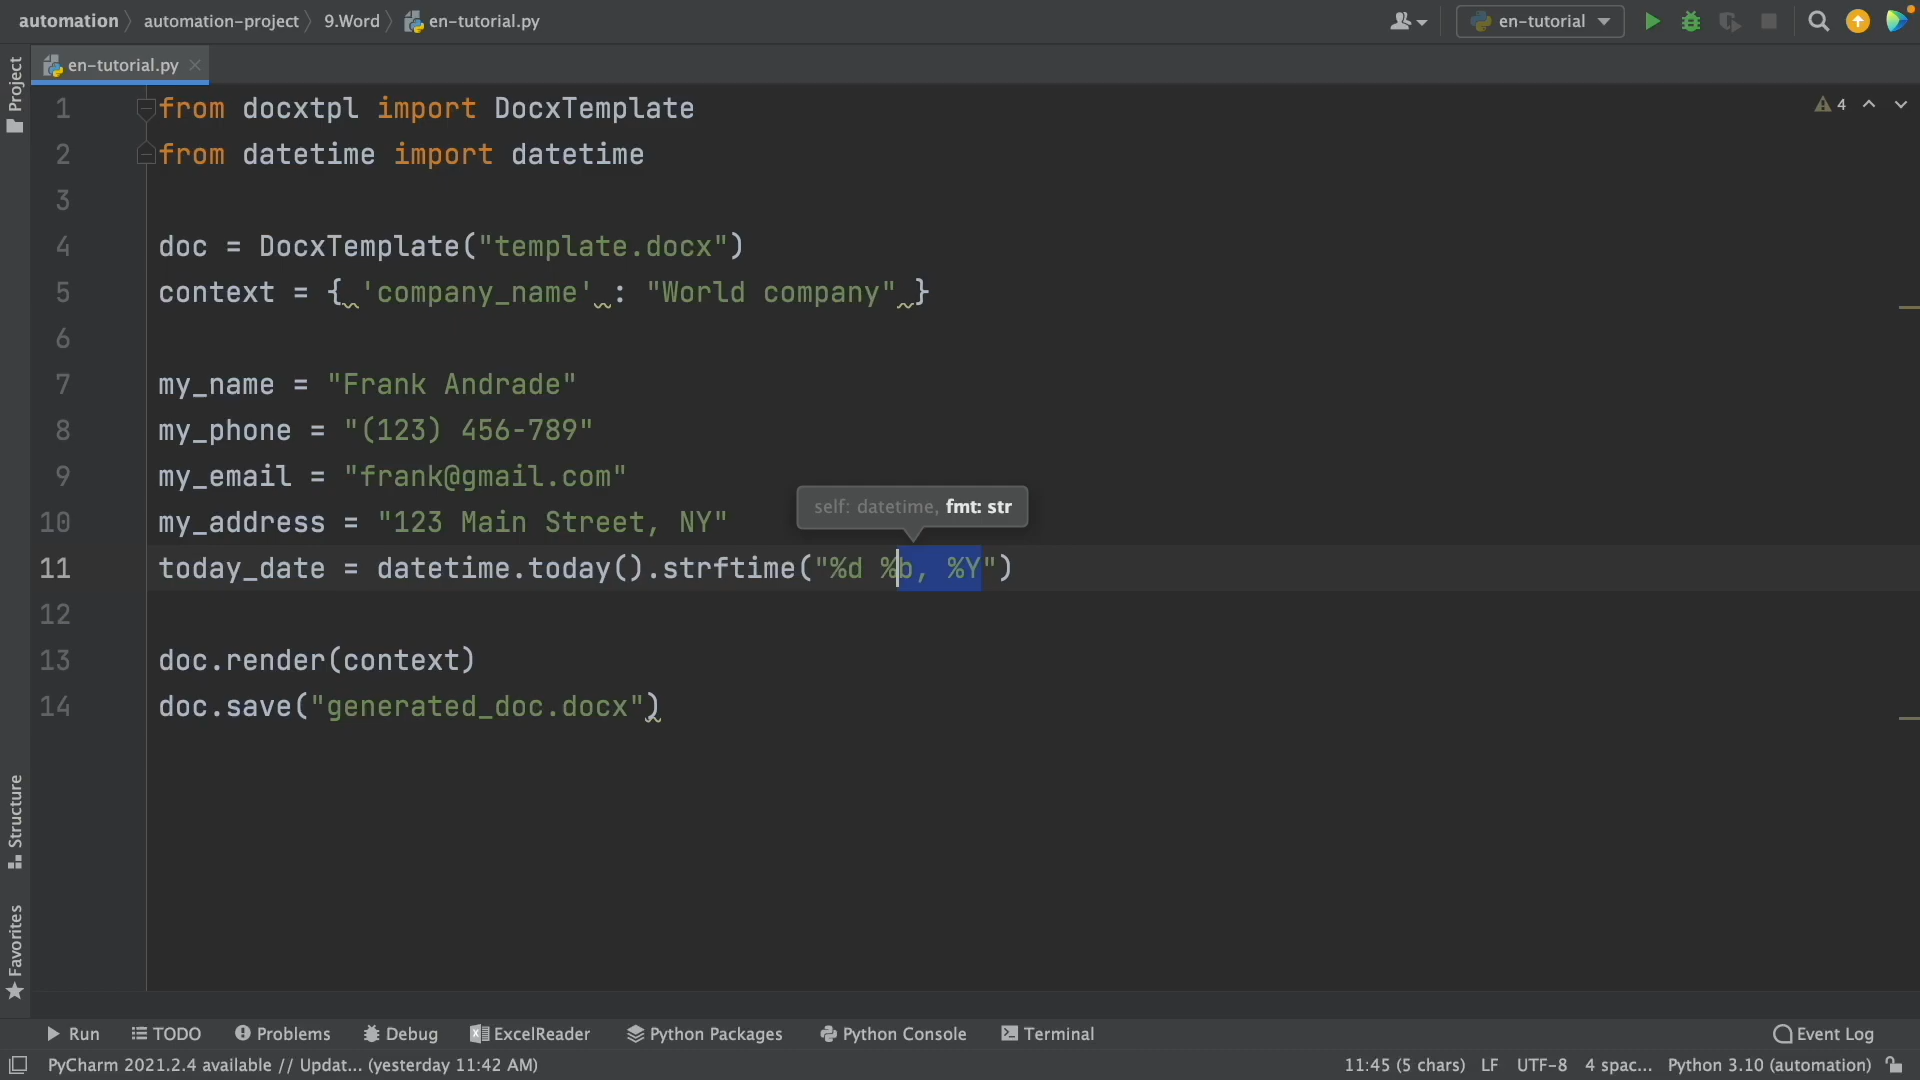 automation automation-project 9.Word en-tutorial.py en-tutorial
en-tutorial.py
Project
4
1 from docxtpl import DocxTemplate
2 from datetime import datetime
3
4 doc = DocxTemplate("template.docx")
5 context = { 'company_name' : "World company" }
6
7 my_name = "Frank Andrade"
8 my_phone = "(123) 456-789"
9 my_email = "frank@gmail.com"
self: datetime, fmt: str
10 my_address = "123 Main Street, NY"
11 today_date = datetime.today().strftime("%d %b, %Y")
12
13 doc.render(context)
14 doc.save("generated_doc.docx")
Structure
Favorites
Run TODO Problems Debug ExcelReader Python Packages Python Console Terminal Event Log
PyCharm 2021.2.4 available // Updat... (yesterday 11:42 AM) 11:45 (5 chars) LF UTF-8 4 spac... Python 3.10 (automation)